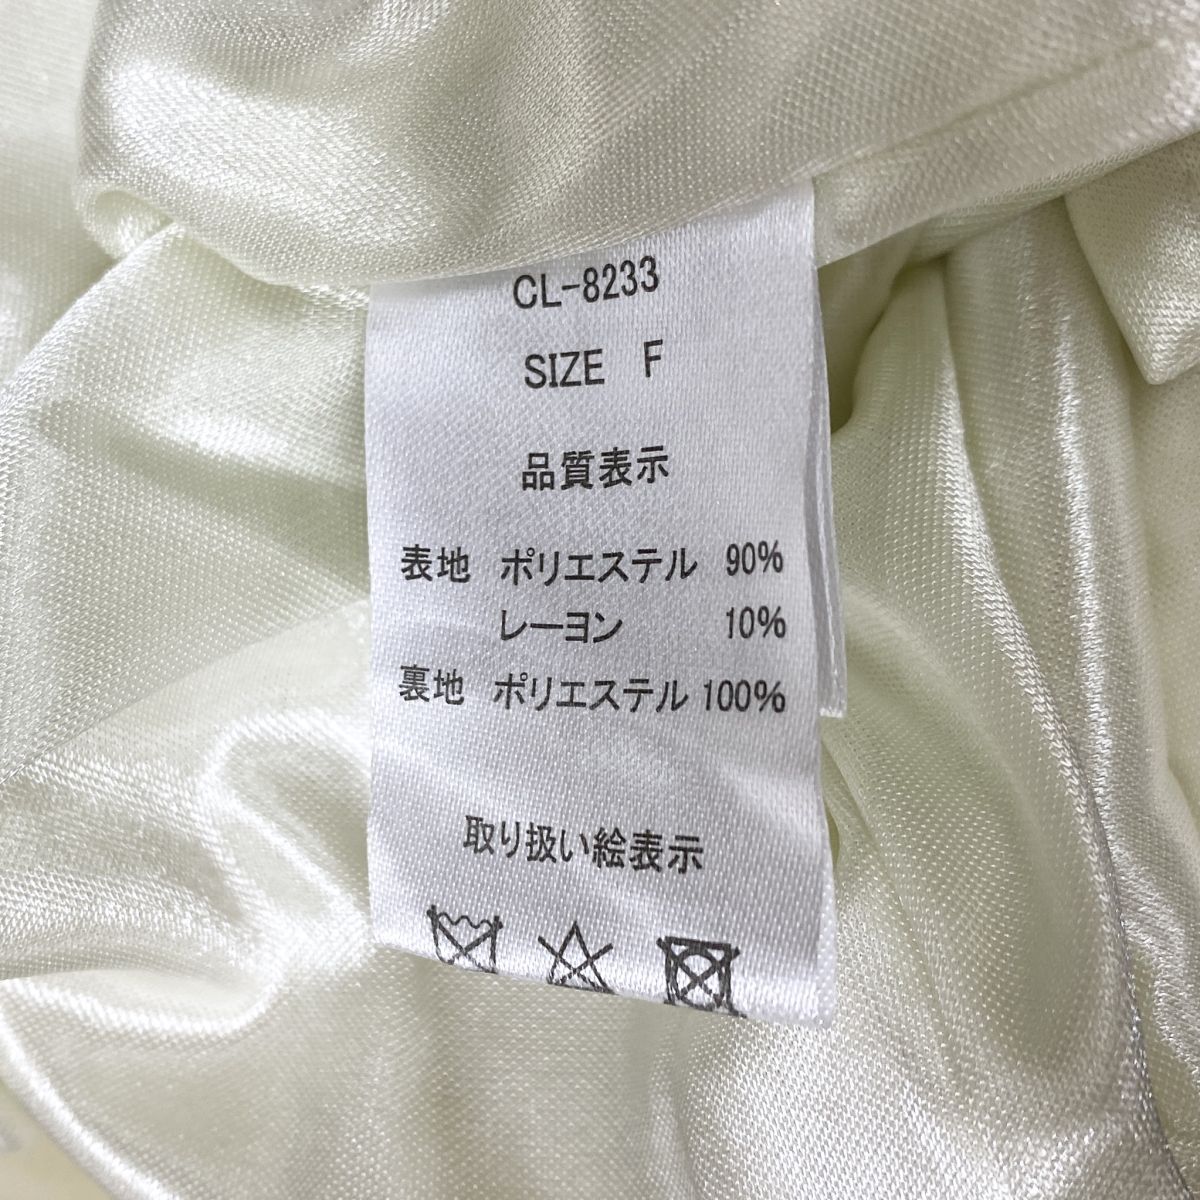 CL-8233
SIZE F
品質表示
表地 ポリエステル 90%
レーヨン 10%
裏地 ポリエステル 100%
取り扱い絵表示